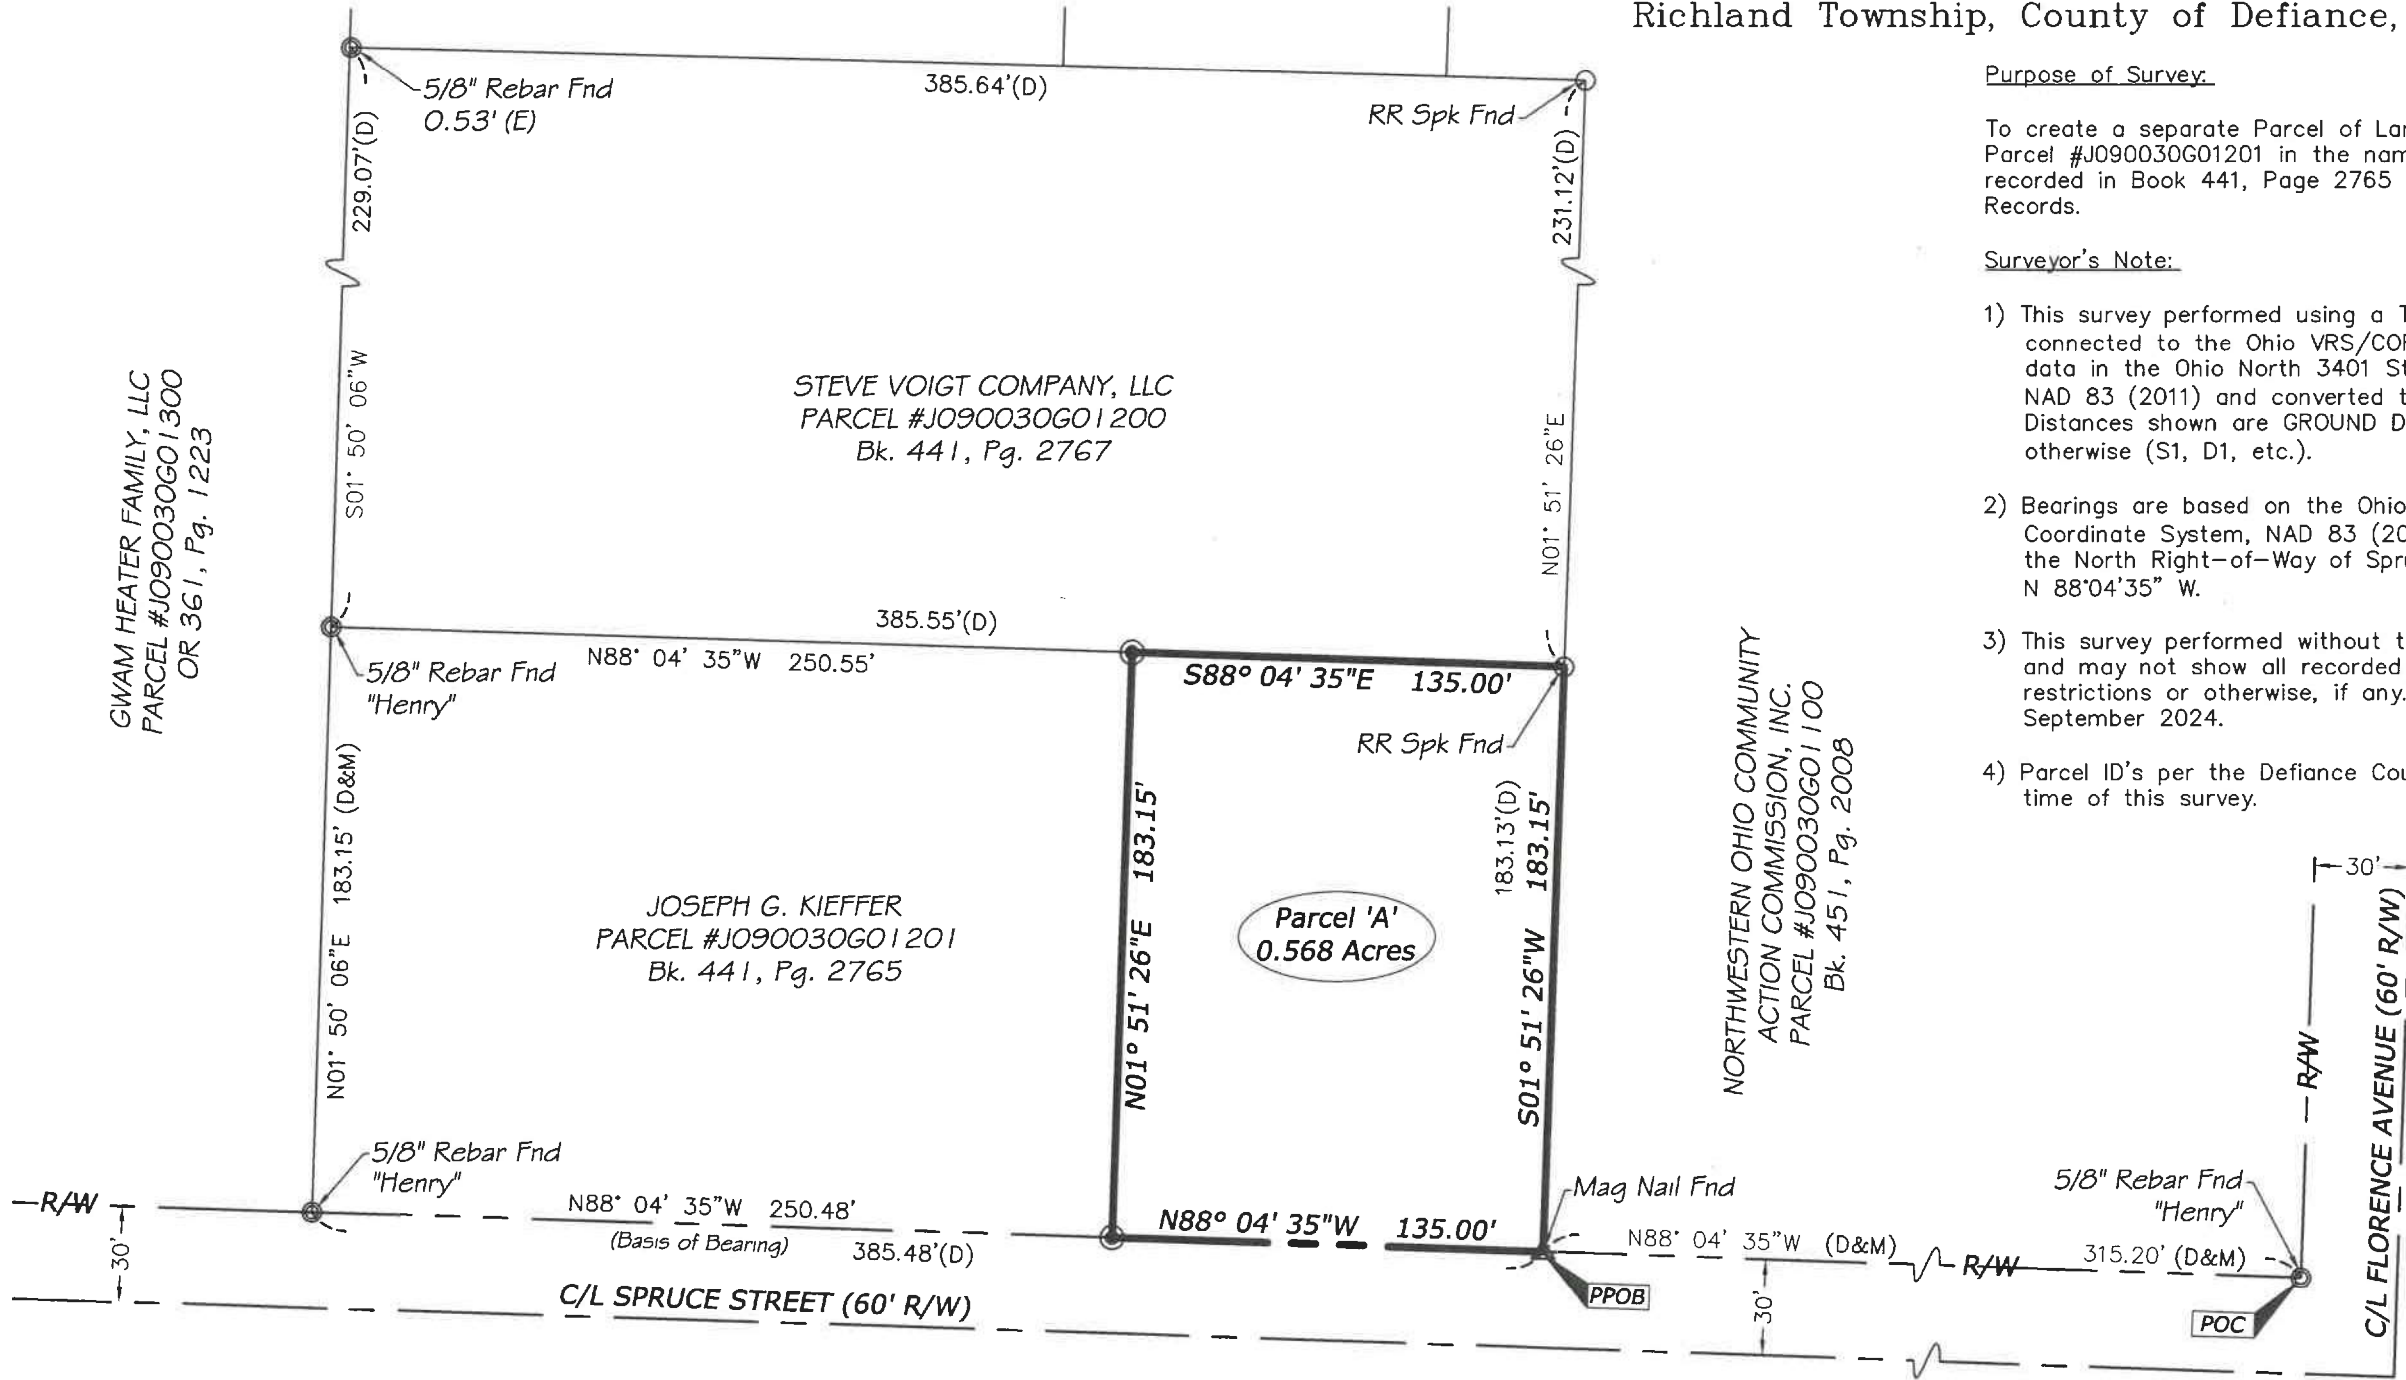 Richland Township, County of Defiance,
Purpose of Survey:
To create a separate Parcel of
Parcel #J090030G01201 in the
recorded in Book 441, Page 2765
Records.
Surveyor's Note:
1) This survey performed using a
connected to the Ohio
data in the Ohio North 3401
NAD 83 (2011) and converted
Distances shown are GROUND
otherwise (S1, D1, etc.).
2) Bearings are based on the Ohio
Coordinate System, NAD 83
the North Right-of-Way of
N 88°04'35" W.
3) This survey performed without
and may not show all recorded
restrictions or otherwise, if any.
September 2024.
4) Parcel ID's per the Defiance
time of this survey.
5/8" Rebar Fnd
0.53' (E)
385.64'(D)
RR Spk Fnd
229.07'(D)
231.12'(D)
S01° 50' 06"W
N01° 51' 26"E
STEVE VOIGT COMPANY, LLC
PARCEL #J090030G01200
Bk. 441, Pg. 2767
GWAM HEATER FAMILY, LLC
PARCEL #J090030G01300
OR 361, Pg. 1223
385.55'(D)
N88° 04' 35"W 250.55'
5/8" Rebar Fnd
"Henry"
S88° 04' 35"E 135.00'
RR Spk Fnd
N01° 50' 06"E 183.15' (D&M)
JOSEPH G. KIEFFER
PARCEL #J090030G01201
Bk. 441, Pg. 2765
N01° 51' 26"E 183.15'
Parcel 'A'
0.568 Acres
183.13'(D)
S01° 51' 26"W 183.15'
NORTHWESTERN OHIO COMMUNITY
ACTION COMMISSION, INC.
PARCEL #J090030G01100
Bk. 451, Pg. 2008
30'
R/W
C/L FLORENCE AVENUE (60' R/W)
5/8" Rebar Fnd
"Henry"
R/W
30'
N88° 04' 35"W 250.48'
(Basis of Bearing)
385.48'(D)
N88° 04' 35"W 135.00'
Mag Nail Fnd
PPOB
N88° 04' 35"W (D&M)
R/W
315.20' (D&M)
30'
5/8" Rebar Fnd
"Henry"
POC
C/L SPRUCE STREET (60' R/W)